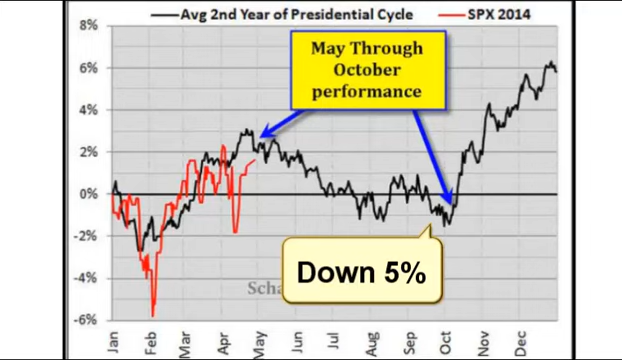 Avg 2nd Year of Presidential Cycle SPX 2014
8%
6%
4%
2%
0%
-2%
-4%
-6%
May Through
October
performance
Down 5%
Jan Feb Mar Apr May Jun Jul Aug Sep Oct Nov Dec